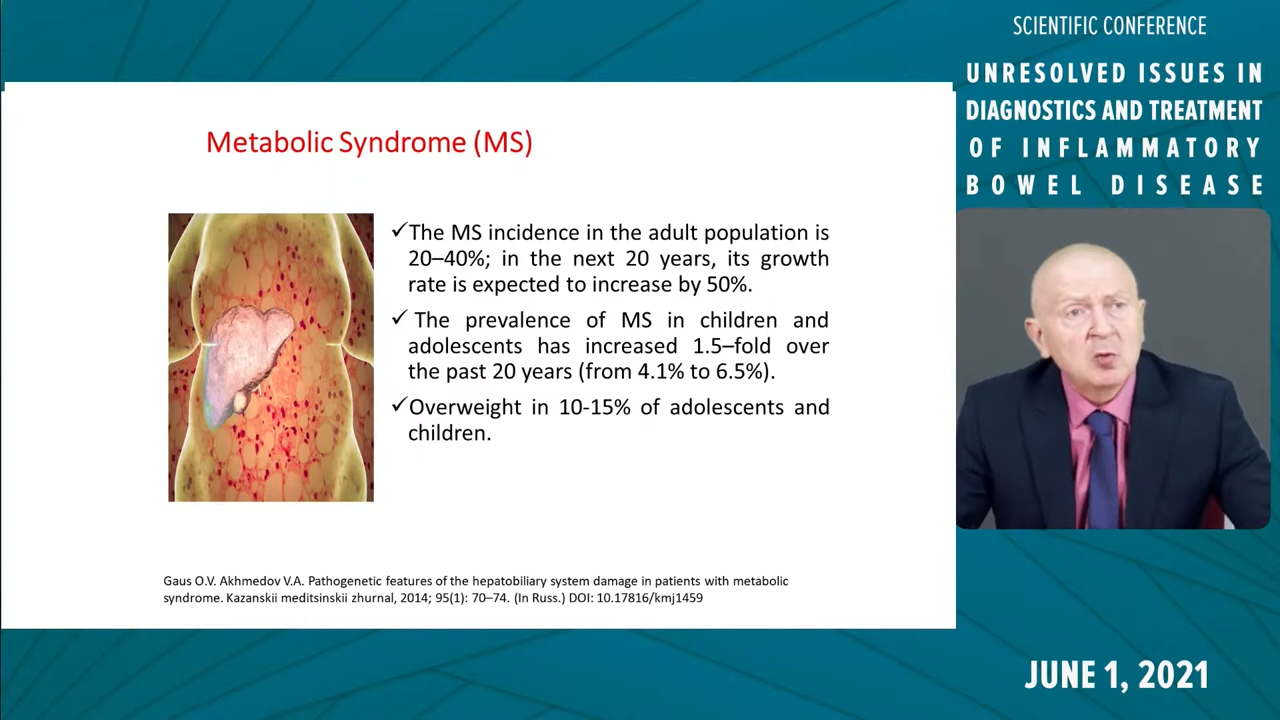 SCIENTIFIC CONFERENCE
UNRESOLVED ISSUES IN
DIAGNOSTICS AND TREATMENT
OF INFLAMMATORY
BOWEL DISEASE
Metabolic Syndrome (MS)
✓The MS incidence in the adult population is
20–40%; in the next 20 years, its growth
rate is expected to increase by 50%.
✓ The prevalence of MS in children and
adolescents has increased 1.5–fold over
the past 20 years (from 4.1% to 6.5%).
✓Overweight in 10-15% of adolescents and
children.
Gaus O.V. Akhmedov V.A. Pathogenetic features of the hepatobiliary system damage in patients with metabolic
syndrome. Kazanskii meditsinskii zhurnal, 2014; 95(1): 70–74. (In Russ.) DOI: 10.17816/kmj1459
JUNE 1, 2021